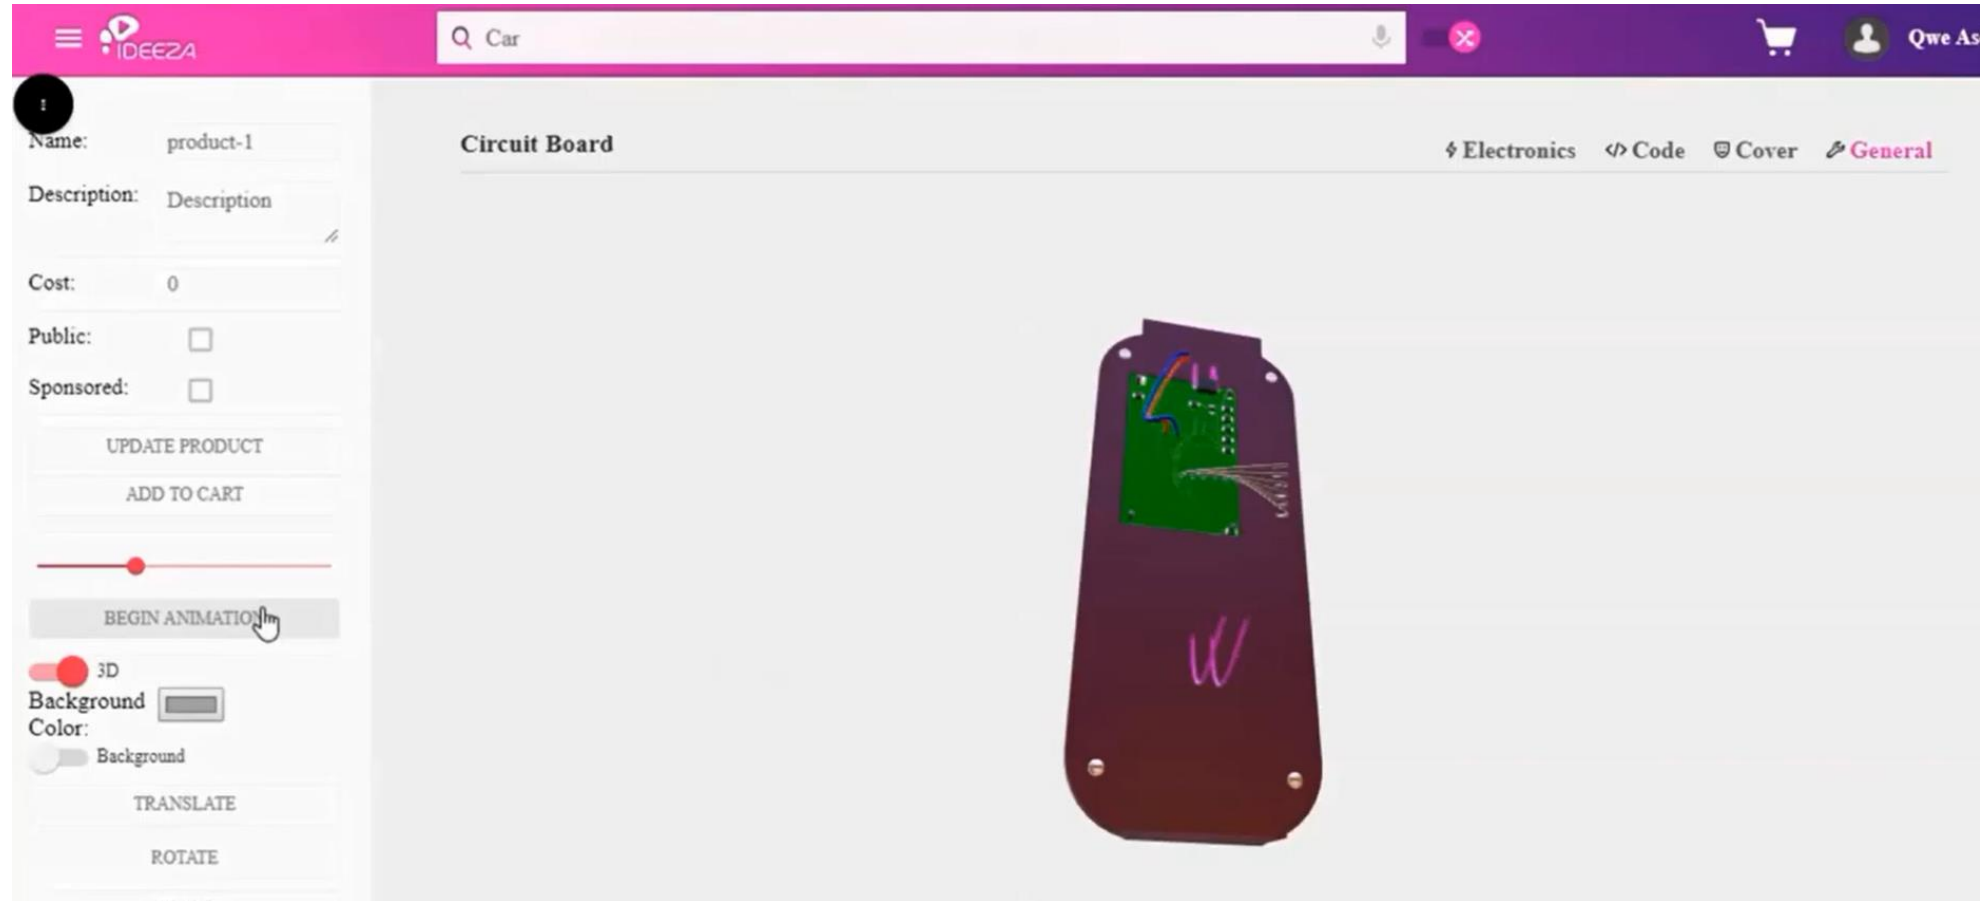 IDEEZA
Car
Qwe As
Name: product-1
Description: Description
Cost: 0
Public:
Sponsored:
UPDATE PRODUCT
ADD TO CART
BEGIN ANIMATION
3D
Background
Color:
Background
TRANSLATE
ROTATE
Circuit Board
Electronics </> Code Cover General
W